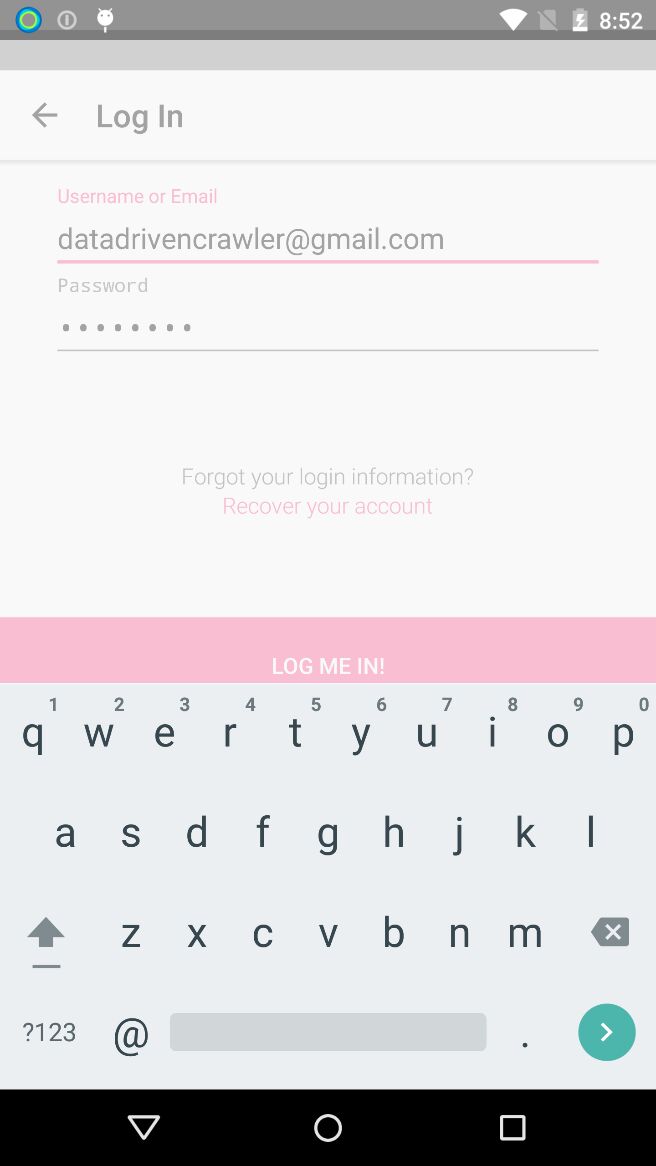 8:52
Log In
Username or Email
datadrivencrawler@gmail.com
Password
••••••••
Forgot your login information?
Recover your account
LOG ME IN!
1 2 3 4 5 6 7 8 9 0
q w e r t y u i o p
a s d f g h j k l
z x c v b n m
?123 @ .